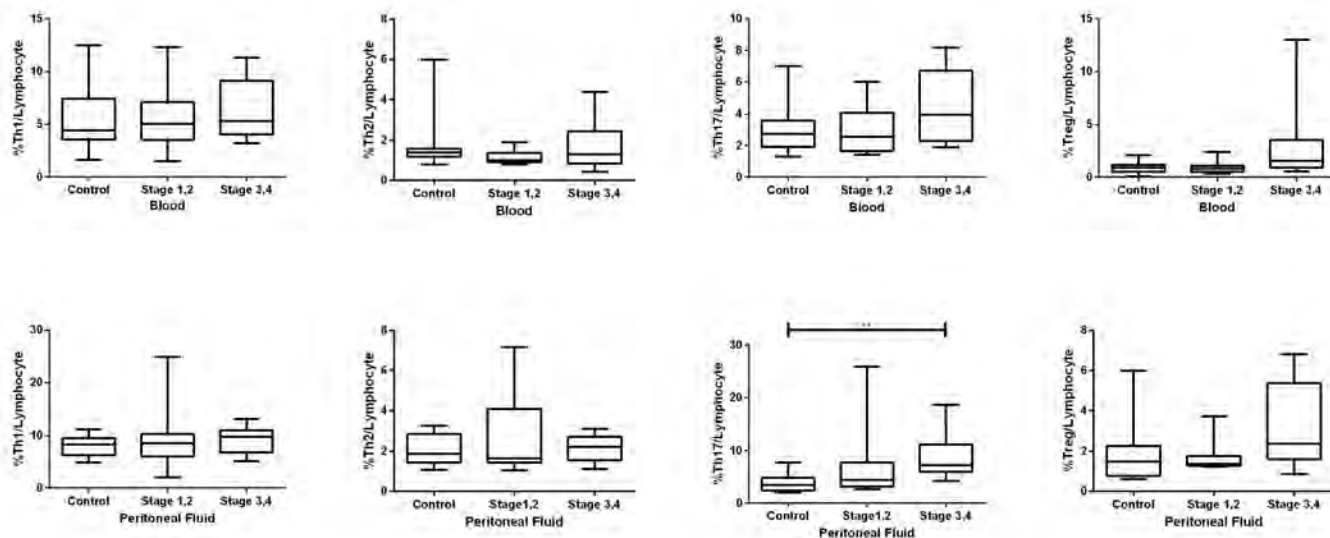 %Th1/Lymphocyte
15
10
5
0
Control Stage 1,2 Stage 3,4
Blood
%Th2/Lymphocyte
8
6
4
2
0
Control Stage 1,2 Stage 3,4
Blood
%Th17/Lymphocyte
10
8
6
4
2
0
Control Stage 1,2 Stage 3,4
Blood
%Treg/Lymphocyte
15
10
5
0
Control Stage 1,2 Stage 3,4
Blood
%Th1/Lymphocyte
30
20
10
0
Control Stage 1,2 Stage 3,4
Peritoneal Fluid
%Th2/Lymphocyte
8
6
4
2
0
Control Stage 1,2 Stage 3,4
Peritoneal Fluid
**
%Th17/Lymphocyte
30
20
10
0
Control Stage1,2 Stage 3,4
Peritoneal Fluid
%Treg/Lymphocyte
8
6
4
2
0
Control Stage 1,2 Stage 3,4
Peritoneal Fluid